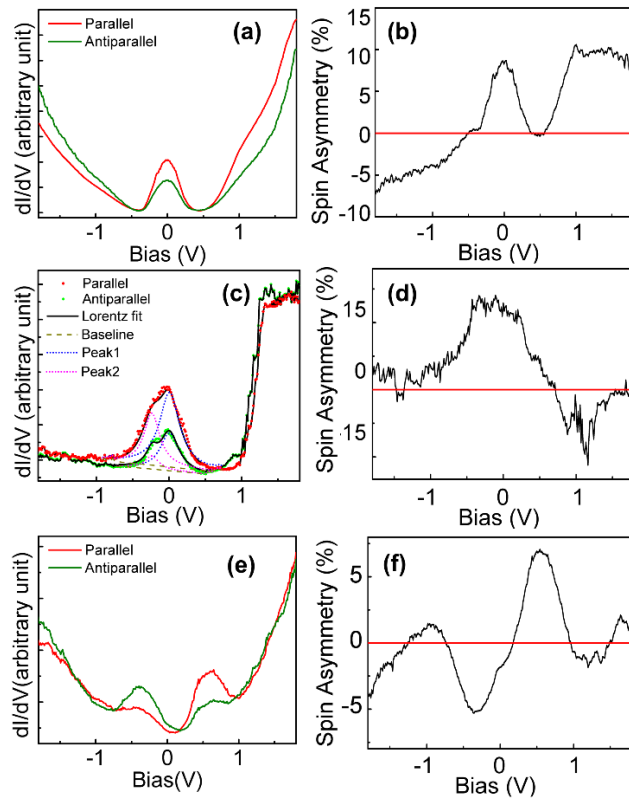 Parallel
Antiparallel
(a)
dI/dV (arbitrary unit)
-1 0 1
Bias (V)
(b)
Spin Asymmetry (%)
15
10
5
0
-5
-10
-1 0 1
Bias (V)
Parallel
Antiparallel
Lorentz fit
Baseline
Peak1
Peak2
(c)
dI/dV (arbitrary unit)
-1 0 1
Bias (V)
(d)
Spin Asymmetry (%)
15
0
15
-1 0 1
Bias (V)
Parallel
Antiparallel
(e)
dI/dV(arbitrary unit)
-1 0 1
Bias(V)
(f)
Spin Asymmetry (%)
5
0
-5
-1 0 1
Bias (V)